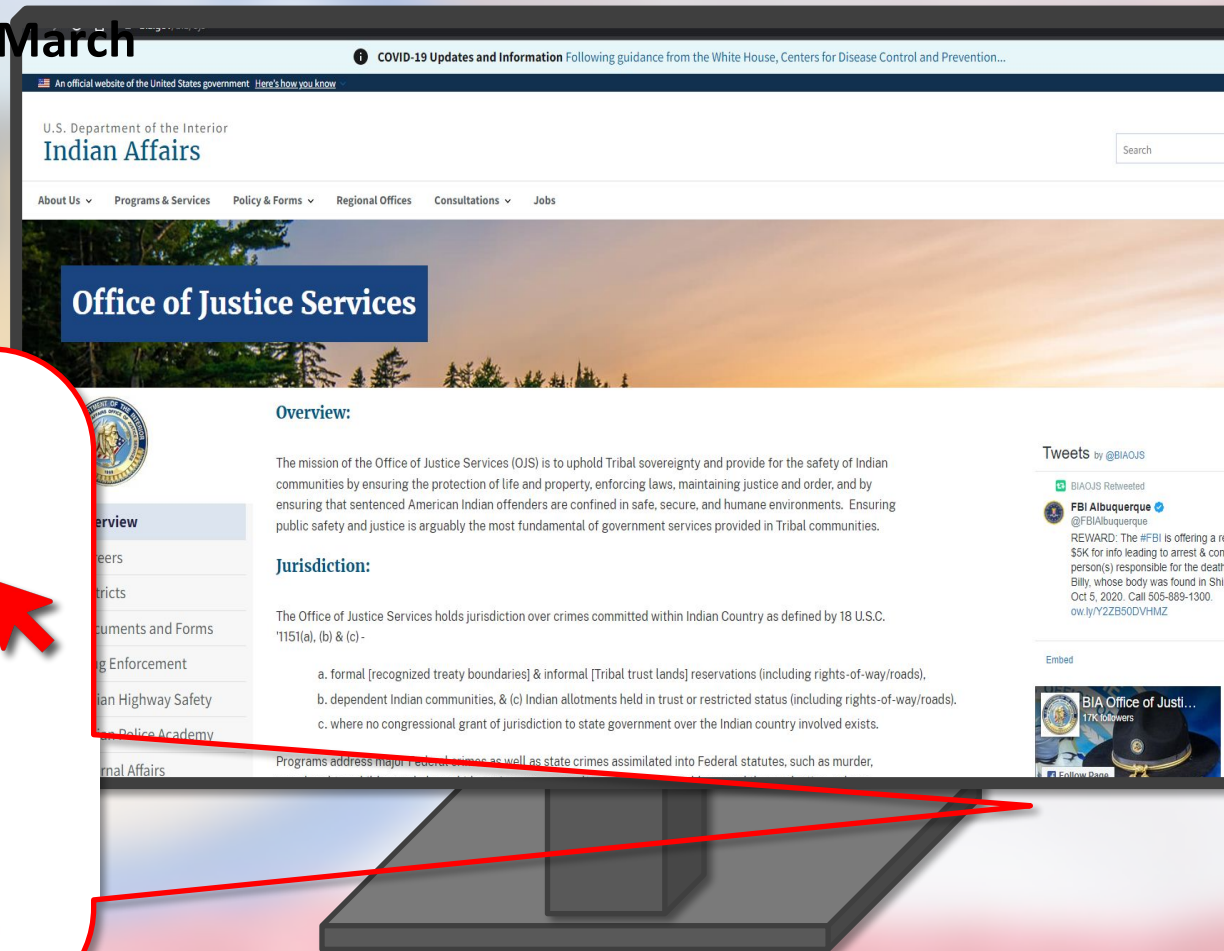 March
COVID-19 Updates and Information Following guidance from the White House, Centers for Disease Control and Prevention...
An official website of the United States government Here's how you know
U.S. Department of the Interior
Indian Affairs
Search
About Us Programs & Services Policy & Forms Regional Offices Consultations Jobs
Office of Justice Services
Overview:
The mission of the Office of Justice Services (OJS) is to uphold Tribal sovereignty and provide for the safety of Indian
communities by ensuring the protection of life and property, enforcing laws, maintaining justice and order, and by
ensuring that sentenced American Indian offenders are confined in safe, secure, and humane environments. Ensuring
public safety and justice is arguably the most fundamental of government services provided in Tribal communities.
Jurisdiction:
The Office of Justice Services holds jurisdiction over crimes committed within Indian Country as defined by 18 U.S.C.
'1151(a), (b) & (c) -
a. formal [recognized treaty boundaries] & informal [Tribal trust lands] reservations (including rights-of-way/roads),
b. dependent Indian communities, & (c) Indian allotments held in trust or restricted status (including rights-of-way/roads).
c. where no congressional grant of jurisdiction to state government over the Indian country involved exists.
Programs address major Federal crimes as well as state crimes assimilated into Federal statutes, such as murder,
erview
eers
tricts
cuments and Forms
g Enforcement
ian Highway Safety
an Police Academy
rnal Affairs
Tweets by @BIAOJS
BIAOJS Retweeted
FBI Albuquerque
@FBIAlbuquerque
REWARD: The #FBI is offering a re
$5K for info leading to arrest & con
person(s) responsible for the death
Billy, whose body was found in Shi
Oct 5, 2020. Call 505-889-1300.
ow.ly/Y2ZB50DVHMZ
Embed
BIA Office of Justi...
17K followers
Follow Page